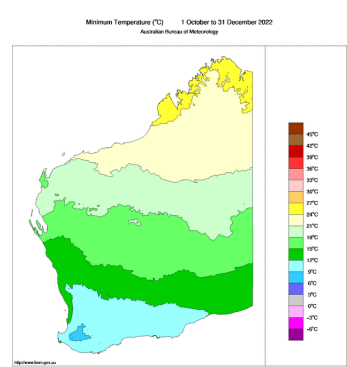 Minimum Temperature (°C) 1 October to 31 December 2022
Australian Bureau of Meteorology
45°C
42°C
39°C
36°C
33°C
30°C
27°C
24°C
21°C
18°C
15°C
12°C
9°C
6°C
3°C
0°C
-3°C
-6°C
http://www.bom.gov.au